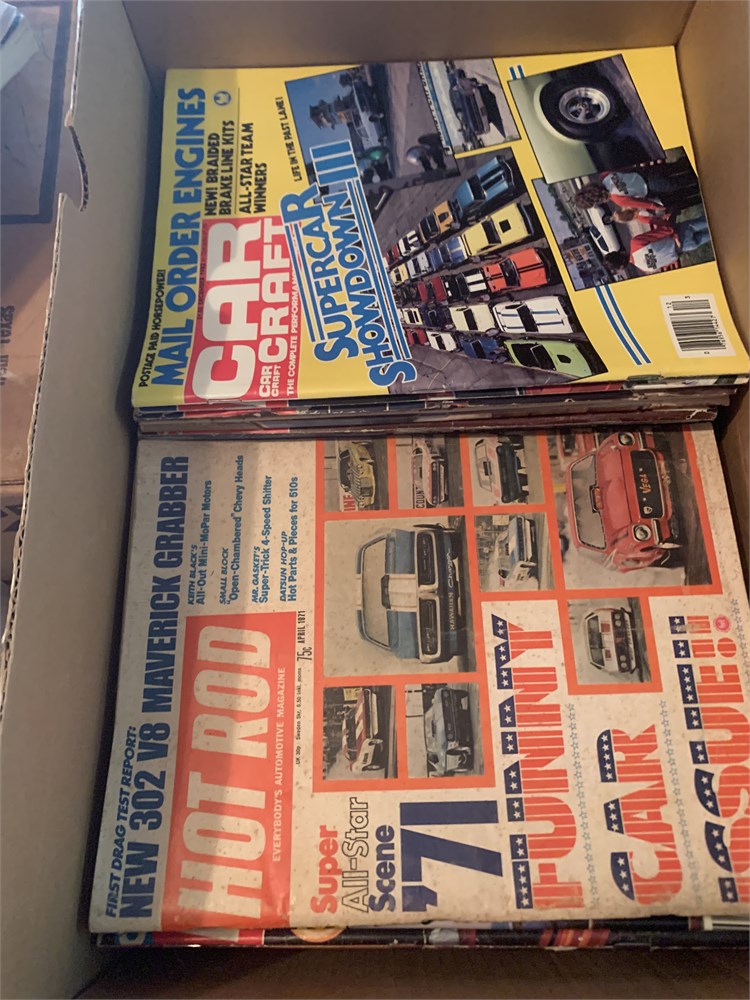 POSTAGE PAID HORSEPOWER!
MAIL ORDER ENGINES
NEW! BRAIDED
BRAKE LINE KITS
ALL-STAR TEAM
WINNERS
LIFE IN THE FAST LANE!
CAR
CRAFT
CAR
CRAFT
THE COMPLETE PERFORMANCE
SUPERCAR
SHOWDOWN III
FIRST DRAG TEST REPORT:
NEW 302 V8 MAVERICK GRABBER
KEITH BLACK'S
All-Out Mini-MoPar Motors
SMALL BLOCK
"Open-Chambered" Chevy Heads
MR. GASKET'S
Super-Trick 4-Speed Shifter
DATSUN HOP-UP
Hot Parts & Pieces for 510s
HOT ROD
EVERYBODY'S AUTOMOTIVE MAGAZINE
75c APRIL 1971
VEGA
HAWAIIAN
Super
All-Star
Scene
'71
FUNNY
CAR
ISSUE!!